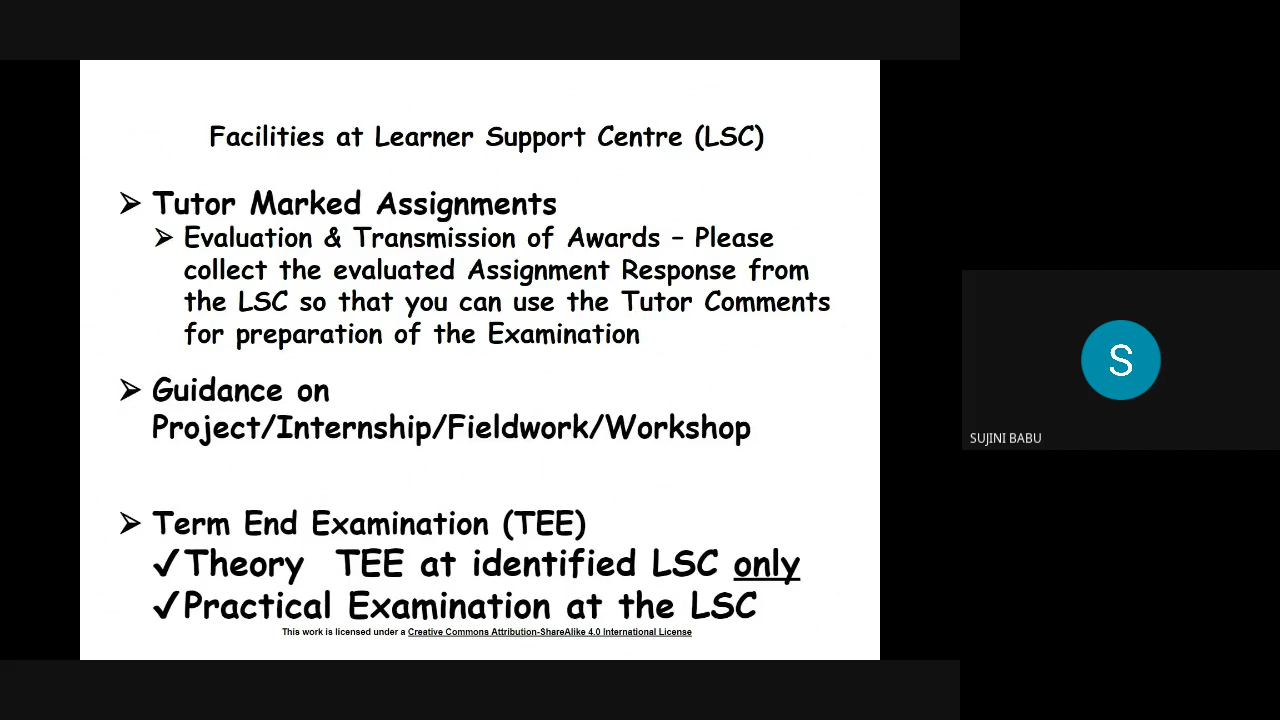 Facilities at Learner Support Centre (LSC)
➢ Tutor Marked Assignments
➢ Evaluation & Transmission of Awards – Please
collect the evaluated Assignment Response from
the LSC so that you can use the Tutor Comments
for preparation of the Examination
➢ Guidance on
Project/Internship/Fieldwork/Workshop
➢ Term End Examination (TEE)
✓Theory TEE at identified LSC only
✓Practical Examination at the LSC
This work is licensed under a Creative Commons Attribution-ShareAlike 4.0 International License
S
SUJINI BABU